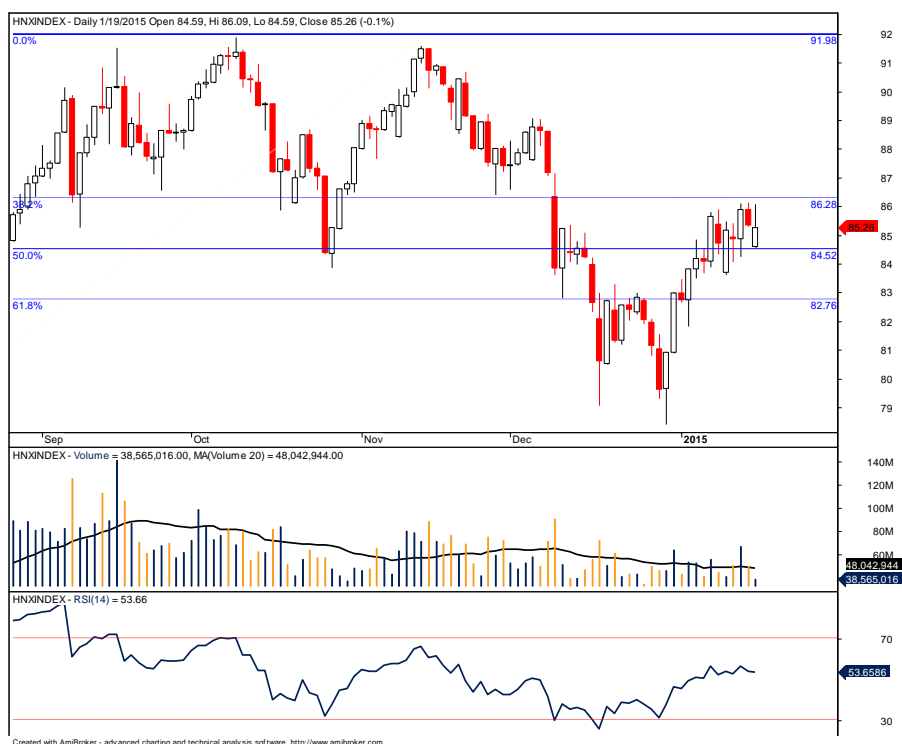 HNXINDEX - Daily 1/19/2015 Open 84.59, Hi 86.09, Lo 84.59, Close 85.26 (-0.1%)
0.0% 91.98
38.2% 86.28
50.0% 84.52
61.8% 82.76
92
91
90
89
88
87
86
85.26
85
84
83
82
81
80
79
Sep Oct Nov Dec 2015
HNXINDEX - Volume = 38,565,016.00, MA(Volume 20) = 48,042,944.00
140M
120M
100M
80M
60M
48,042,944
38,565,016
HNXINDEX - RSI(14) = 53.66
70
53.6586
30
Created with AmiBroker - advanced charting and technical analysis software. http://www.amibroker.com